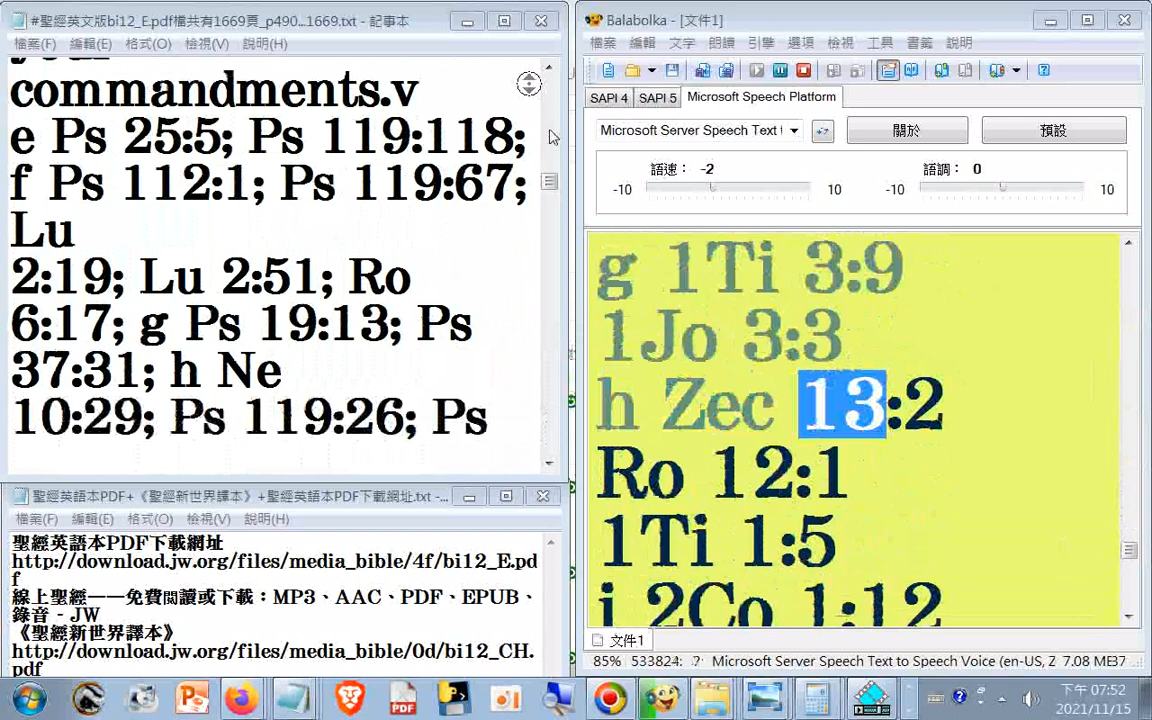 #聖經英文版bi12_E.pdf檔共有1669頁_p490...1669.txt - 記事本
檔案(F) 編輯(E) 格式(O) 檢視(V) 說明(H)
commandments.v
e Ps 25:5; Ps 119:118;
f Ps 112:1; Ps 119:67;
Lu
2:19; Lu 2:51; Ro
6:17; g Ps 19:13; Ps
37:31; h Ne
10:29; Ps 119:26; Ps
聖經英語本PDF+《聖經新世界譯本》+聖經英語本PDF下載網址.txt -...
檔案(F) 編輯(E) 格式(O) 檢視(V) 說明(H)
聖經英語本PDF下載網址
http://download.jw.org/files/media_bible/4f/bi12_E.pd
f
線上聖經——免費閱讀或下載：MP3、AAC、PDF、EPUB、
錄音 - JW
《聖經新世界譯本》
http://download.jw.org/files/media_bible/0d/bi12_CH.
pdf
Balabolka - [文件1]
檔案 編輯 文字 朗讀 引擎 選項 檢視 工具 書籤 說明
SAPI 4 SAPI 5 Microsoft Speech Platform
Microsoft Server Speech Text 關於 預設
語速： -2 語調： 0
-10 10 -10 10
g 1Ti 3:9
1Jo 3:3
h Zec 13:2
Ro 12:1
1Ti 1:5
i 2Co 1:12
文件1
85% 533824: ? Microsoft Server Speech Text to Speech Voice (en-US, Z 7.08 ME37
下午 07:52
2021/11/15